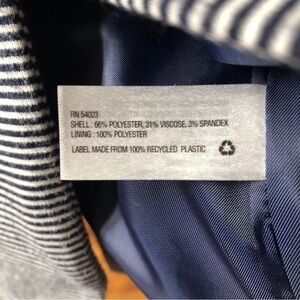 RN 54023
SHELL : 66% POLYESTER, 31% VISCOSE, 3% SPANDEX
LINING : 100% POLYESTER
LABEL MADE FROM 100% RECYCLED PLASTIC